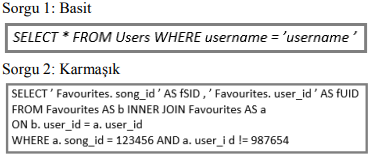 Sorgu 1: Basit
SELECT * FROM Users WHERE username = 'username '
Sorgu 2: Karmaşık
SELECT ' Favourites. song_id ' AS fSID , ' Favourites. user_id ' AS fUID
FROM Favourites AS b INNER JOIN Favourites AS a
ON b. user_id = a. user_id
WHERE a. song_id = 123456 AND a. user_i d != 987654